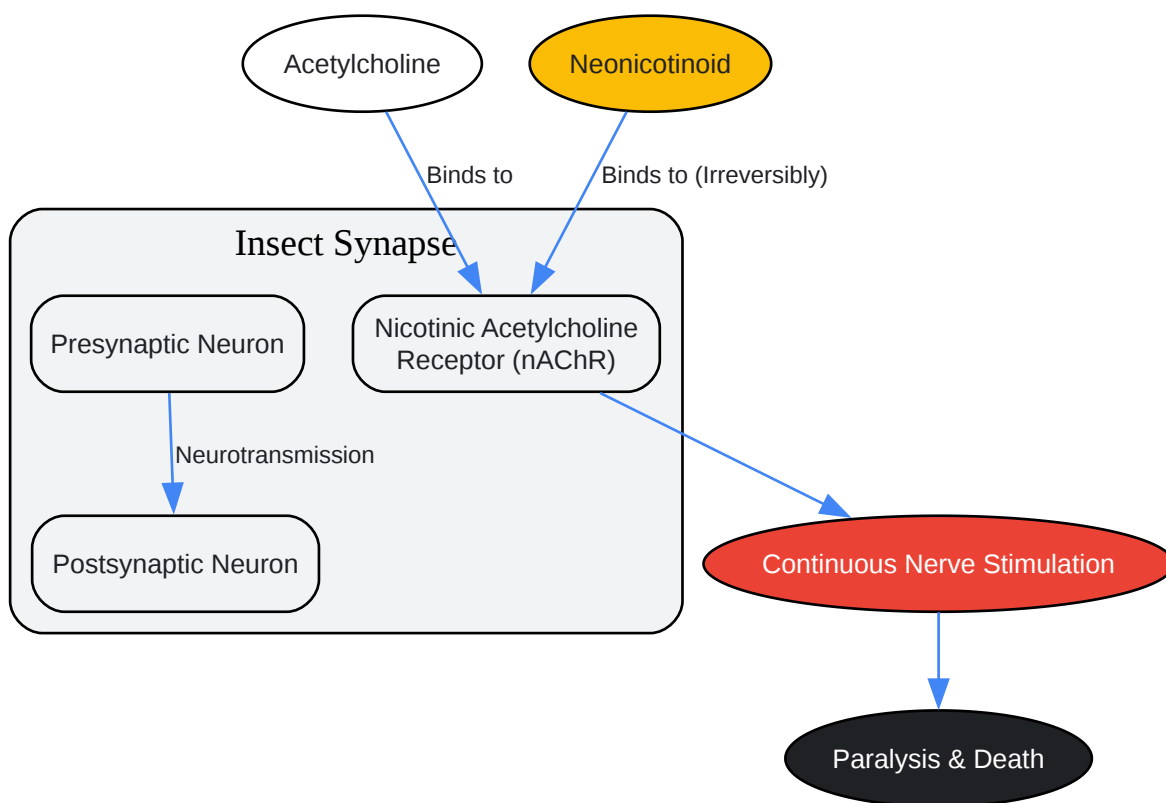 Acetylcholine
Neonicotinoid
Binds to
Binds to (Irreversibly)
Insect Synapse
Presynaptic Neuron
Nicotinic Acetylcholine
Receptor (nAChR)
Neurotransmission
Postsynaptic Neuron
Continuous Nerve Stimulation
Paralysis & Death